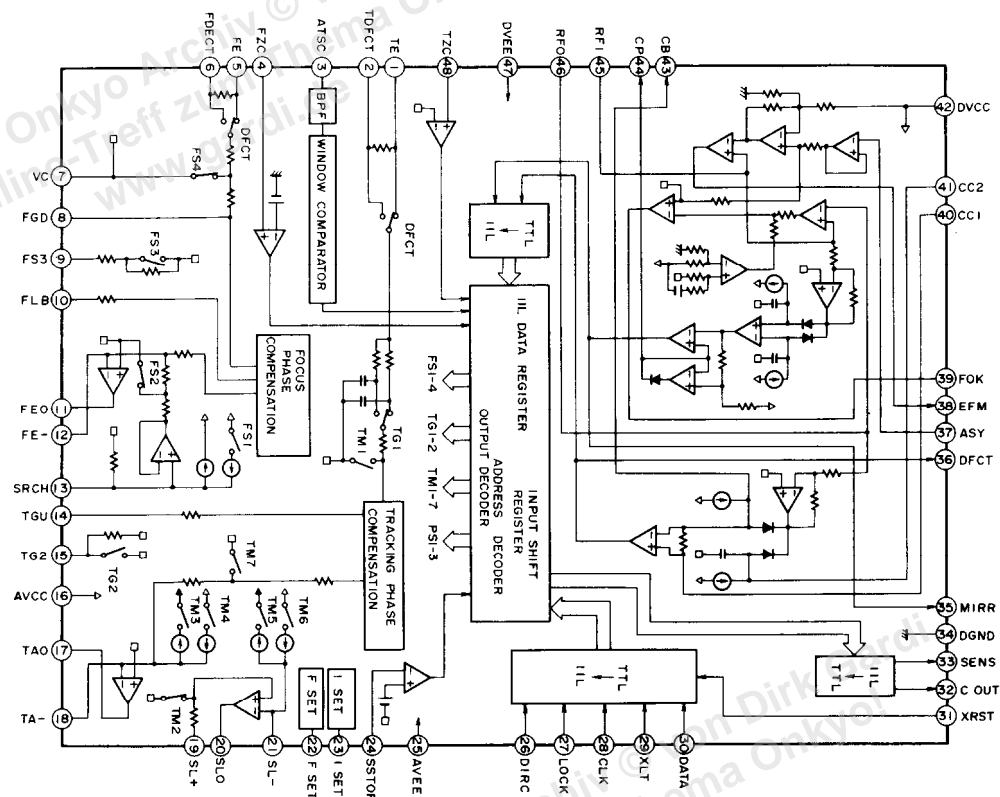 Onkyo Archiv © von Dirk Gardi
Online-Treff zum Thema Onkyo!
www.gardi.de
FDECT 6
FE 5
FZC 4
ATSC 3
TDFCT 2
TE 1
TZC 48
DVEE 47
RFO 46
RFI 45
CP 44
CB 43
VC 7
FGD 8
FS3 9
FLB 10
FEO 11
FE- 12
SRCH 13
TGU 14
TG2 15
AVCC 16
TAO 17
TA- 18
19 SL+
20 SLO
21 SL-
22 F SET
23 I SET
24 SSTOP
25 AVEE
26 DIRC
27 LOCK
28 CLK
29 XLT
30 DATA
42 DVCC
41 CC2
40 CC1
39 FOK
38 EFM
37 ASY
36 DFCT
35 MIRR
34 DGND
33 SENS
32 C OUT
31 XRST
DFCT
FS4
FS3
FS2
FS1
BPF
WINDOW COMPARATOR
DFCT
TTL
IIL
FOCUS PHASE COMPENSATION
TG1
TM1
TRACKING PHASE COMPENSATION
IIL DATA REGISTER
INPUT SHIFT REGISTER
ADDRESS DECODER
OUTPUT DECODER
FS1-4
TG1-2
TM1-7
PS1-3
TG2
TM7
TM3
TM4
TM5
TM6
TM2
F SET
I SET
TTL
IIL
IIL
TTL